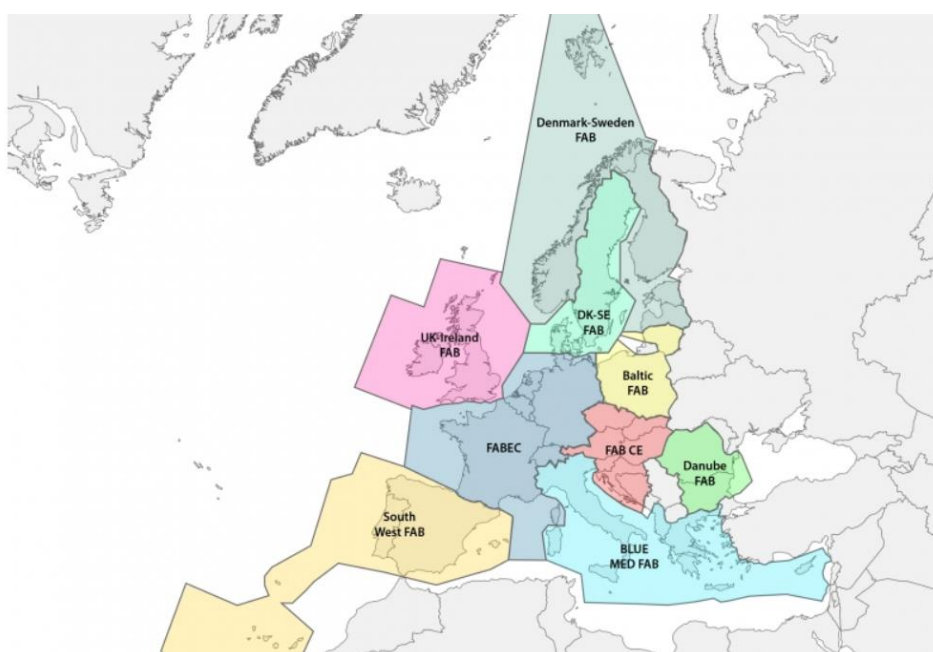 Denmark-Sweden
FAB
DK-SE
FAB
UK-Ireland
FAB
Baltic
FAB
FABEC
FAB CE
Danube
FAB
South
West FAB
BLUE
MED FAB